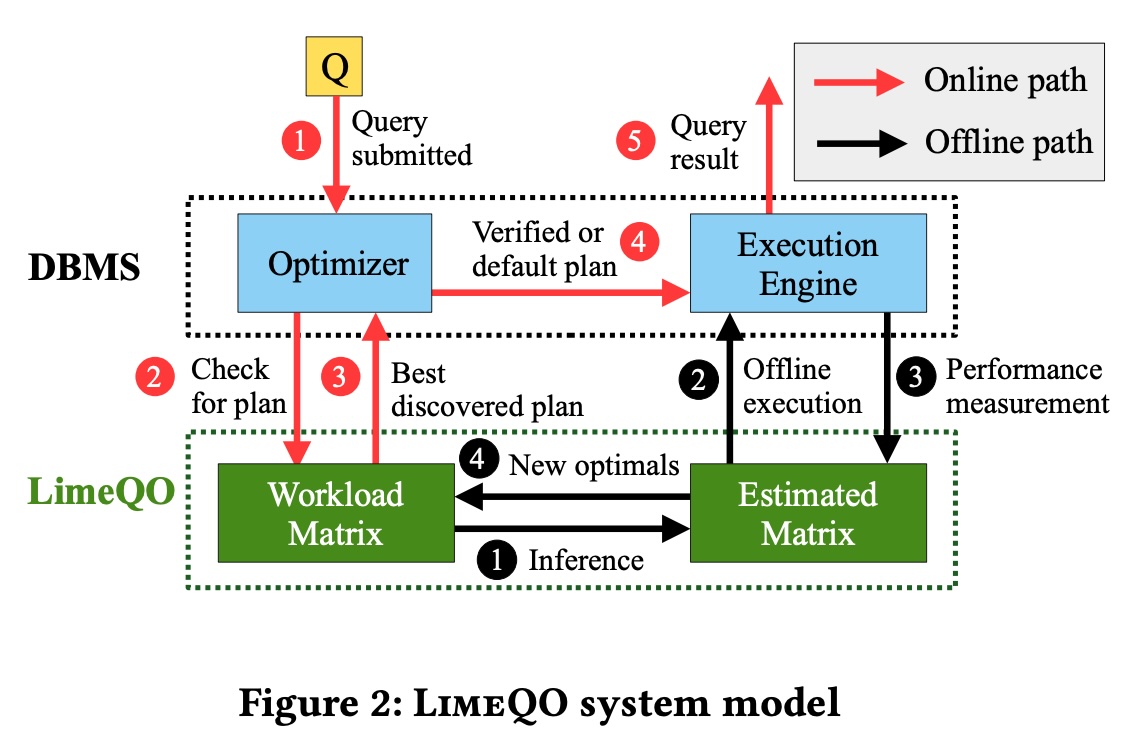 Q
Online path
Offline path
1
Query
submitted
5
Query
result
DBMS
Optimizer
Verified or
default plan
4
Execution
Engine
2
Check
for plan
3
Best
discovered plan
2
Offline
execution
3
Performance
measurement
LimeQO
Workload
Matrix
4
New optimals
1
Inference
Estimated
Matrix
Figure 2: LimeQO system model